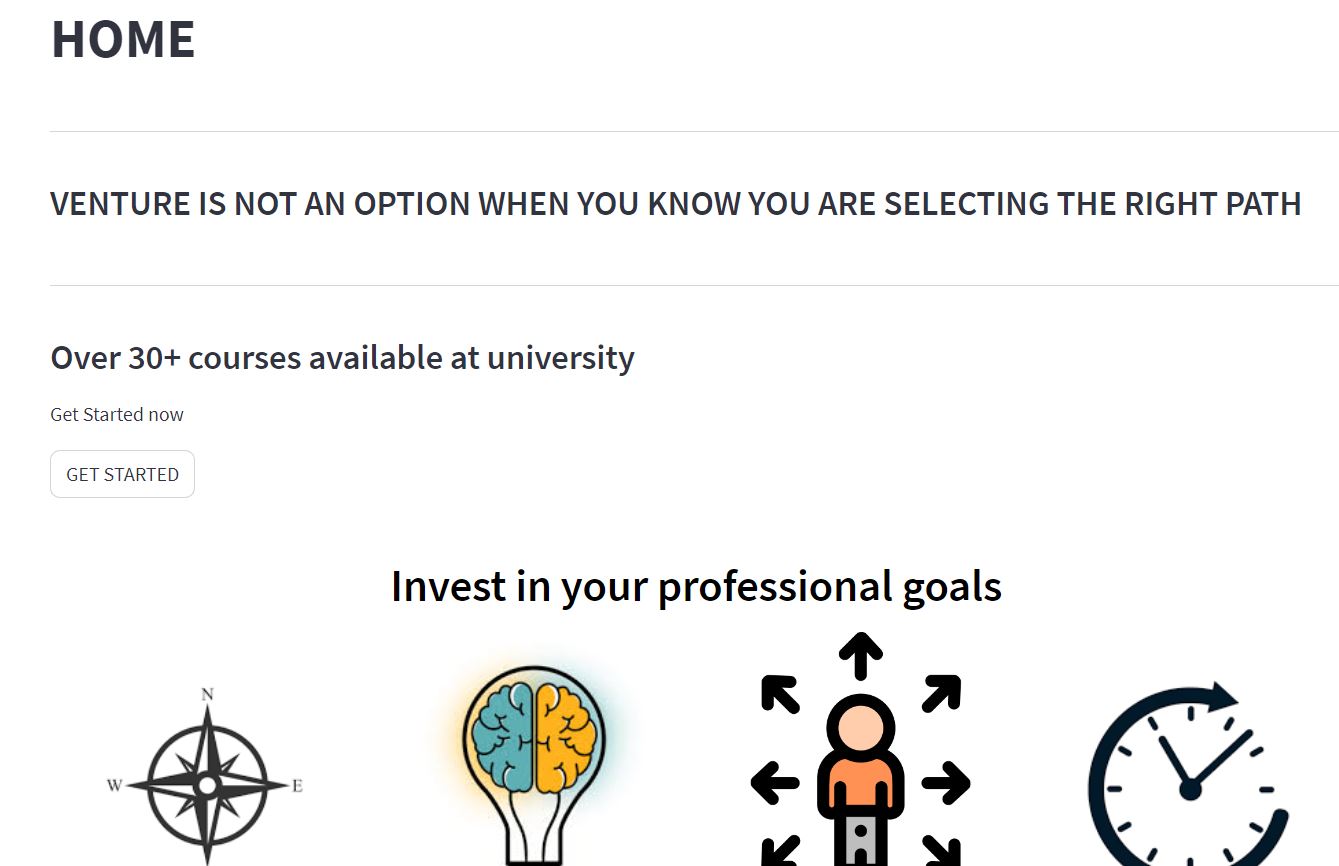 HOME
VENTURE IS NOT AN OPTION WHEN YOU KNOW YOU ARE SELECTING THE RIGHT PATH
Over 30+ courses available at university
Get Started now
GET STARTED
Invest in your professional goals
N
W E